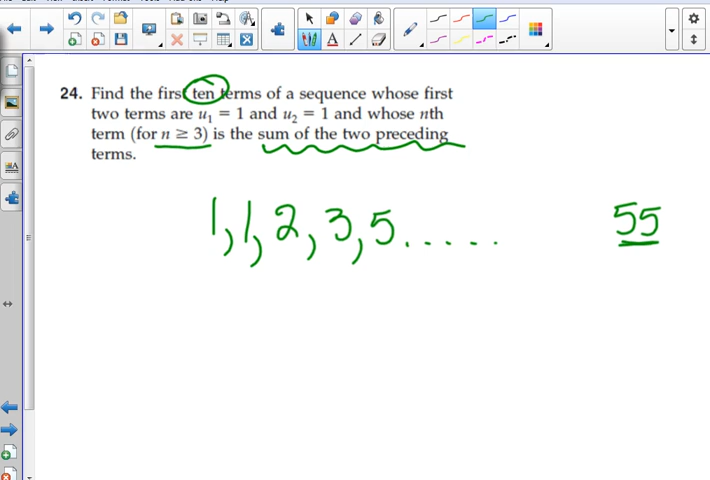 24. Find the first ten terms of a sequence whose first
two terms are u₁ = 1 and u₂ = 1 and whose nth
term (for n ≥ 3) is the sum of the two preceding
terms.
1, 1, 2, 3, 5. . . . . 55